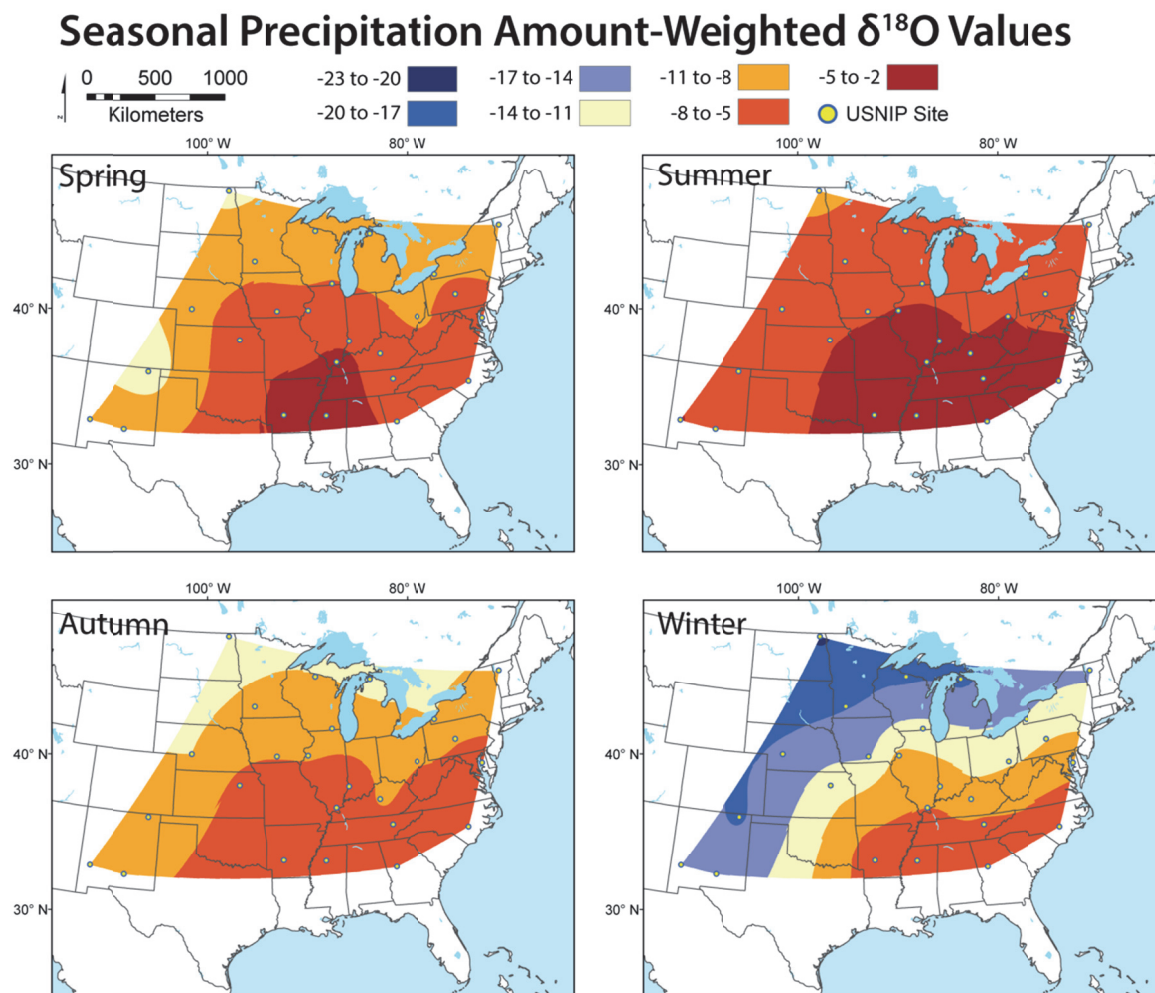 Seasonal Precipitation Amount-Weighted δ¹⁸O Values
0 500 1000
Kilometers
N
-23 to -20
-20 to -17
-17 to -14
-14 to -11
-11 to -8
-8 to -5
-5 to -2
USNIP Site
100° W 80° W
Spring
40° N
30° N
100° W 80° W
Summer
40° N
30° N
100° W 80° W
Autumn
40° N
30° N
100° W 80° W
Winter
40° N
30° N